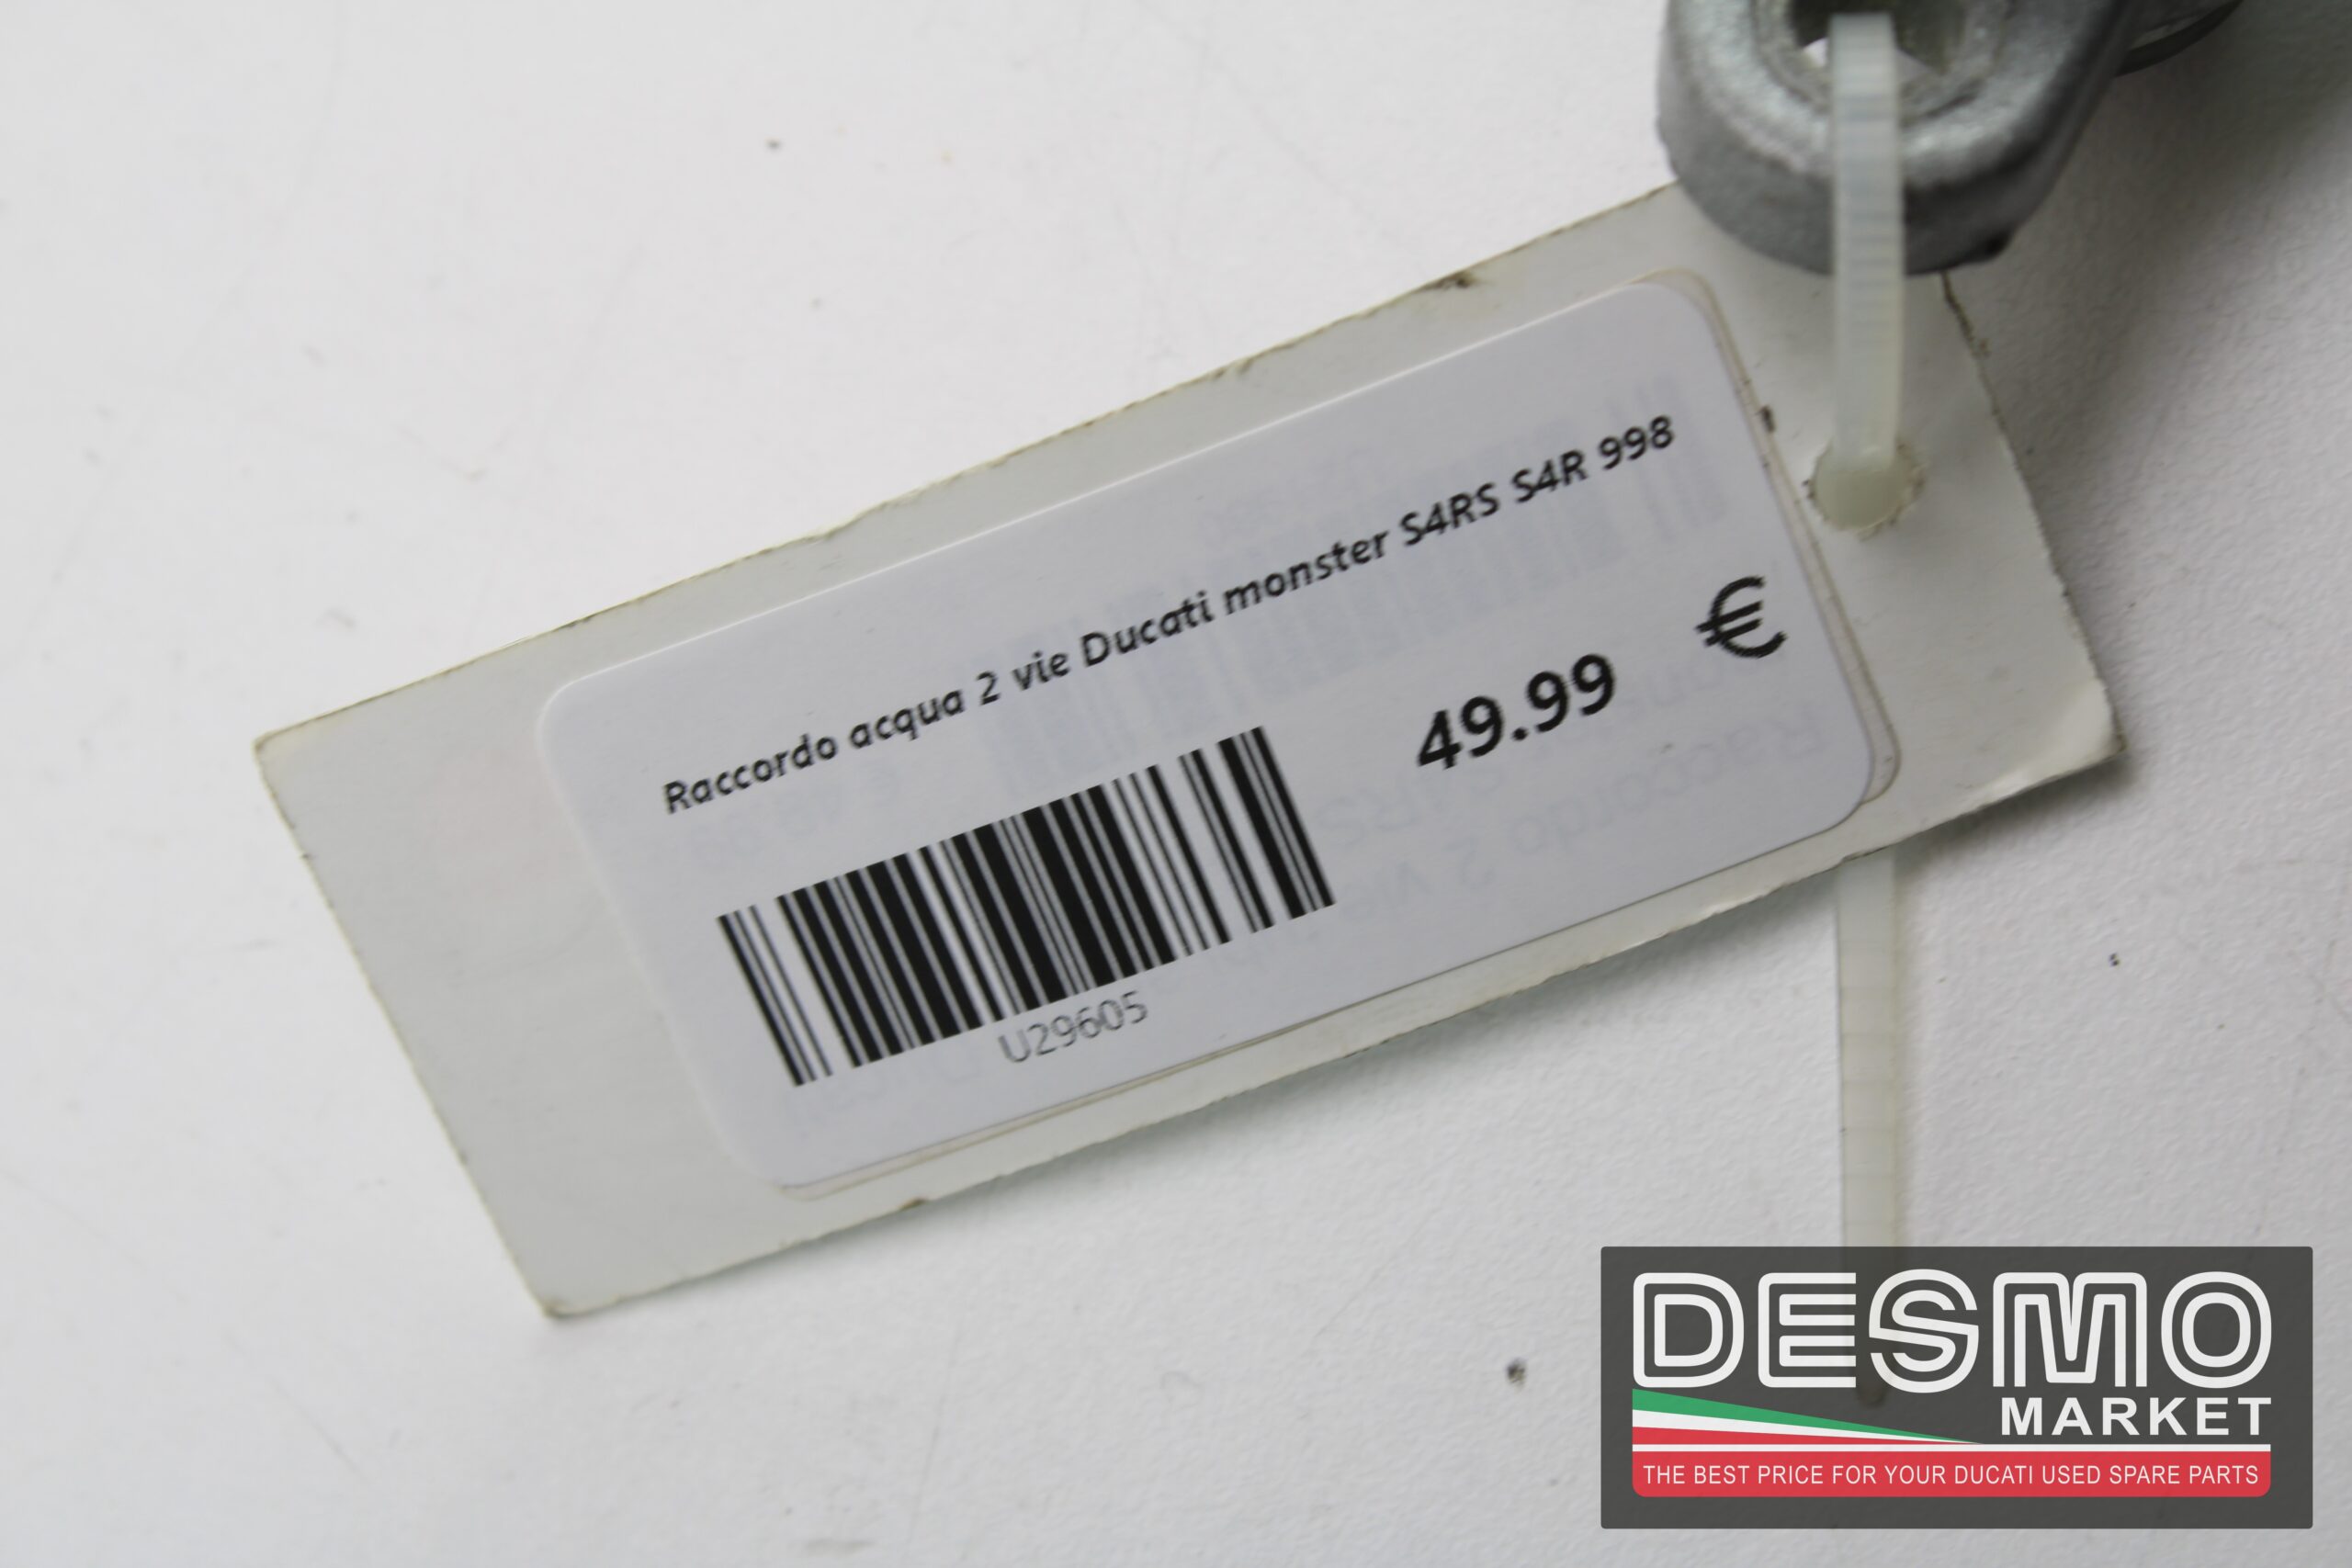 Raccordo acqua 2 vie Ducati monster S4RS S4R 998
49.99 €
U29605
DESMO
MARKET
THE BEST PRICE FOR YOUR DUCATI USED SPARE PARTS